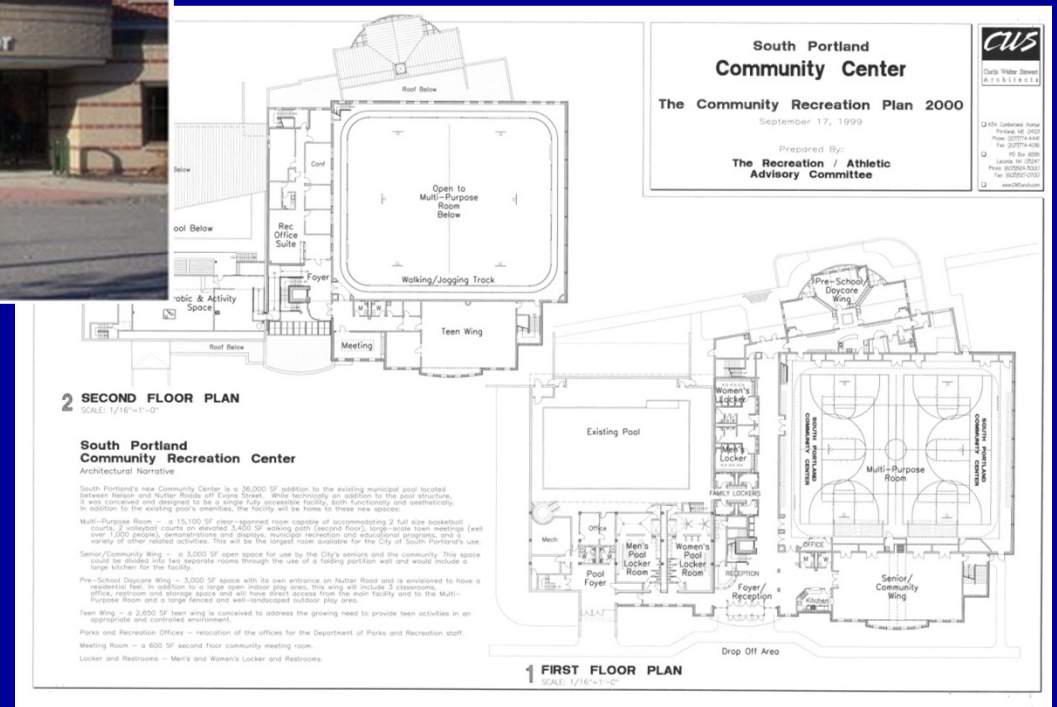 South Portland
Community Center
The Community Recreation Plan 2000
September 17, 1999
Prepared By:
The Recreation / Athletic
Advisory Committee
CWS
Curtis Walter Stewart
Architects
Roof Below
Conf
Open to
Multi-Purpose
Room
Below
Rec
Office
Suite
Foyer
Walking/Jogging Track
Below
ool Below
obic & Activity
Space
M
W
Teen Wing
Meeting
Roof Below
2 SECOND FLOOR PLAN
SCALE: 1/16"=1'-0"
South Portland
Community Recreation Center
Architectural Narrative
South Portland's new Community Center is a 36,000 SF addition to the existing municipal pool located
between Nelson and Nutter Roads off Evans Street. While technically an addition to the pool structure,
it was conceived and designed to be a single fully accessible facility, both functionally and aesthetically.
In addition to the existing pool's amenities, the facility will be home to these new spaces:
Multi-Purpose Room – a 15,100 SF clear-spanned room capable of accommodating 2 full size basketball
courts, 2 volleyball courts an elevated 3,400 SF walking path (second floor), large-scale town meetings (well
over 1,000 people), demonstrations and displays, municipal recreation and educational programs, and a
variety of other related activities. This will be the largest room available for the City of South Portland's use.
Senior/Community Wing – a 3,000 SF open space for use by the City's seniors and the community. This space
could be divided into two separate rooms through the use of a folding partition wall and would include a
large kitchen for the facility.
Pre-School Daycare Wing – 3,000 SF space with its own entrance on Nutter Road and is envisioned to have a
residential feel. In addition to a large open indoor play area, this wing will include 3 classrooms,
office, restroom and storage space and will have direct access from the main facility and to the Multi-
Purpose Room and a large fenced and well-landscaped outdoor play area.
Teen Wing – a 2,650 SF teen wing is conceived to address the growing need to provide teen activities in an
appropriate and controlled environment.
Parks and Recreation Offices – relocation of the offices for the Department of Parks and Recreation staff.
Meeting Room – a 600 SF second floor community meeting room.
Locker and Restrooms – Men's and Women's Locker and Restrooms.
Pre-School/
Daycare
Wing
Women's
Locker
Men's
Locker
FAMILY LOCKERS
Existing Pool
SOUTH PORTLAND
COMMUNITY CENTER
Multi-Purpose
Room
SOUTH PORTLAND
COMMUNITY CENTER
Mech
Office
Pool
Foyer
Men's
Pool
Locker
Room
Women's
Pool
Locker
Room
RECEPTION
Foyer/
Reception
OFFICE
M
W
Kitchen
Senior/
Community
Wing
Drop Off Area
1 FIRST FLOOR PLAN
SCALE: 1/16"=1'-0"